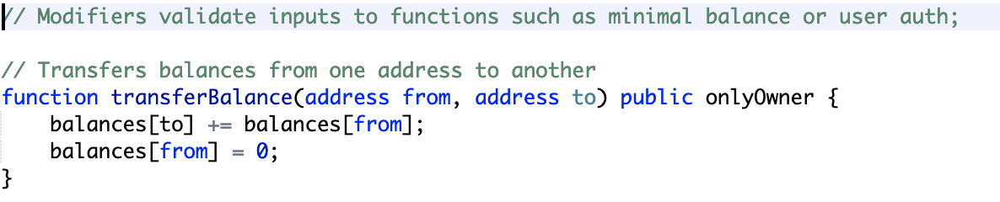 // Modifiers validate inputs to functions such as minimal balance or user auth;
// Transfers balances from one address to another
function transferBalance(address from, address to) public onlyOwner {
    balances[to] += balances[from];
    balances[from] = 0;
}